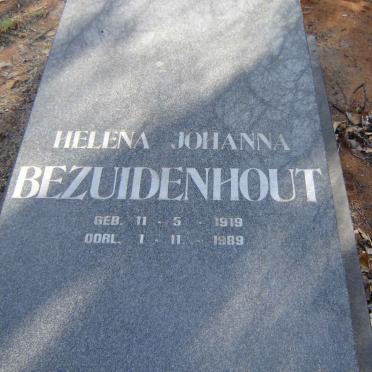 HELENA JOHANNA
BEZUIDENHOUT
GEB. 11 - 5 - 1919
OORL. 1 - 11 - 1989